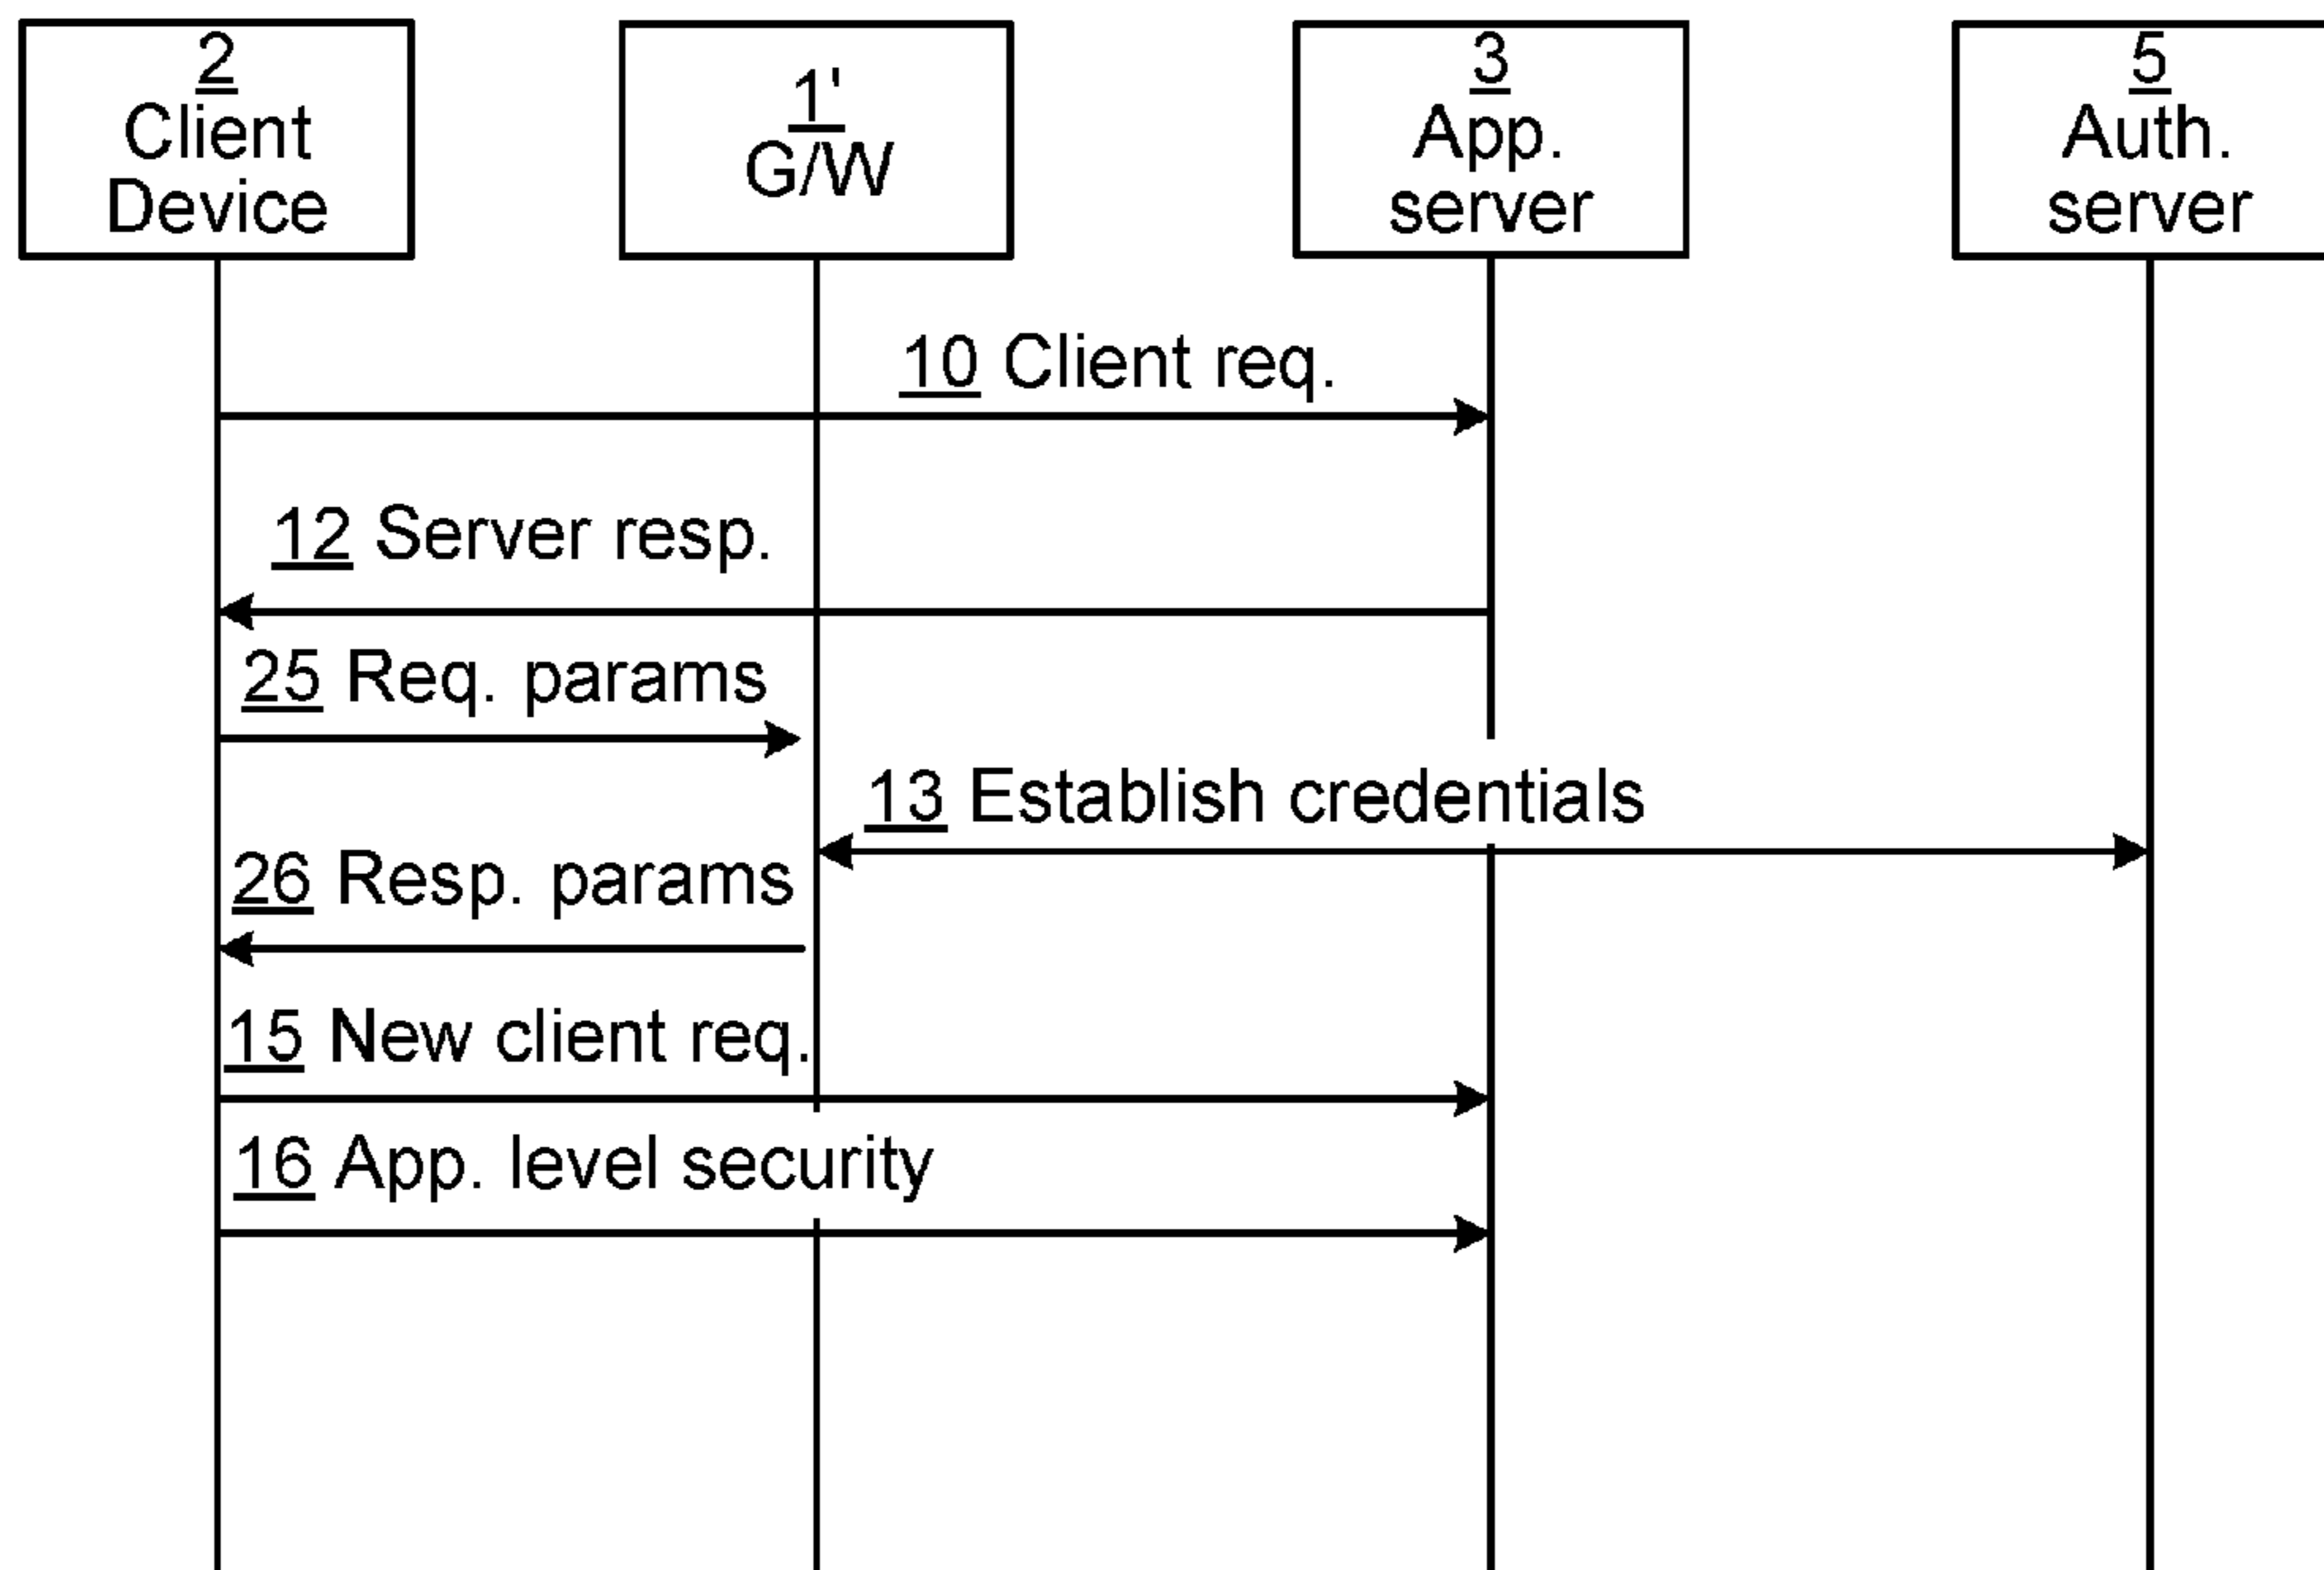 2
Client
Device
1'
G/W
3
App.
server
5
Auth.
server
10 Client req.
12 Server resp.
25 Req. params
13 Establish credentials
26 Resp. params
15 New client req.
16 App. level security